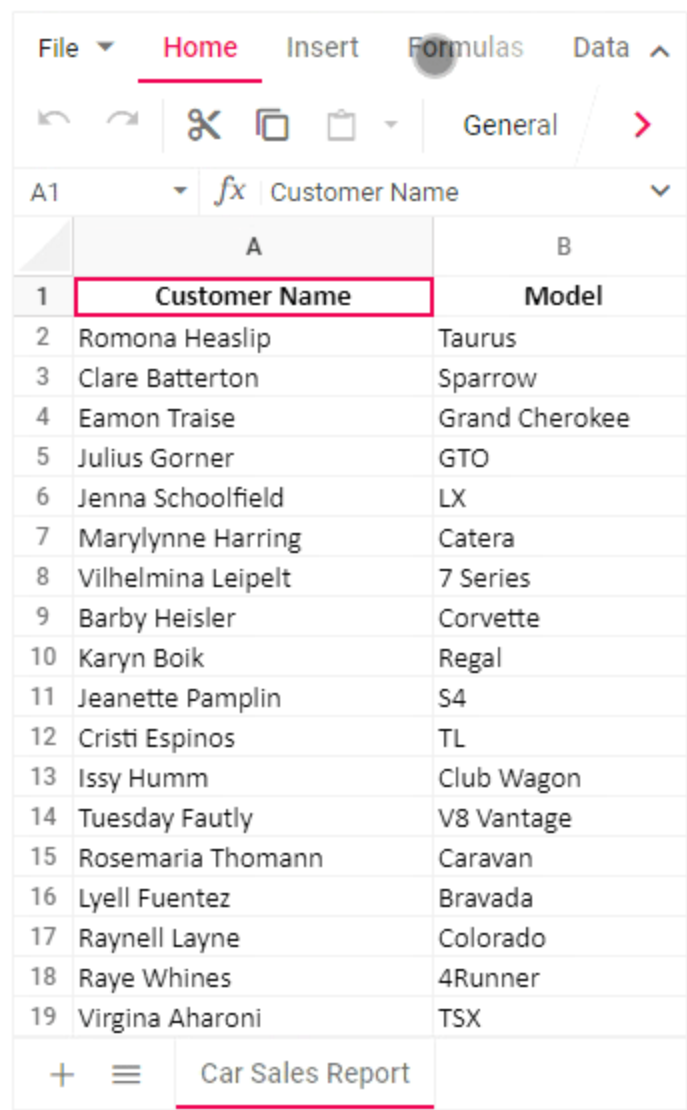 File Home Insert Formulas Data
General
A1 fx Customer Name
A B
1 Customer Name Model
2 Romona Heaslip Taurus
3 Clare Batterton Sparrow
4 Eamon Traise Grand Cherokee
5 Julius Gorner GTO
6 Jenna Schoolfield LX
7 Marylynne Harring Catera
8 Vilhelmina Leipelt 7 Series
9 Barby Heisler Corvette
10 Karyn Boik Regal
11 Jeanette Pamplin S4
12 Cristi Espinos TL
13 Issy Humm Club Wagon
14 Tuesday Fautly V8 Vantage
15 Rosemaria Thomann Caravan
16 Lyell Fuentez Bravada
17 Raynell Layne Colorado
18 Raye Whines 4Runner
19 Virgina Aharoni TSX
Car Sales Report